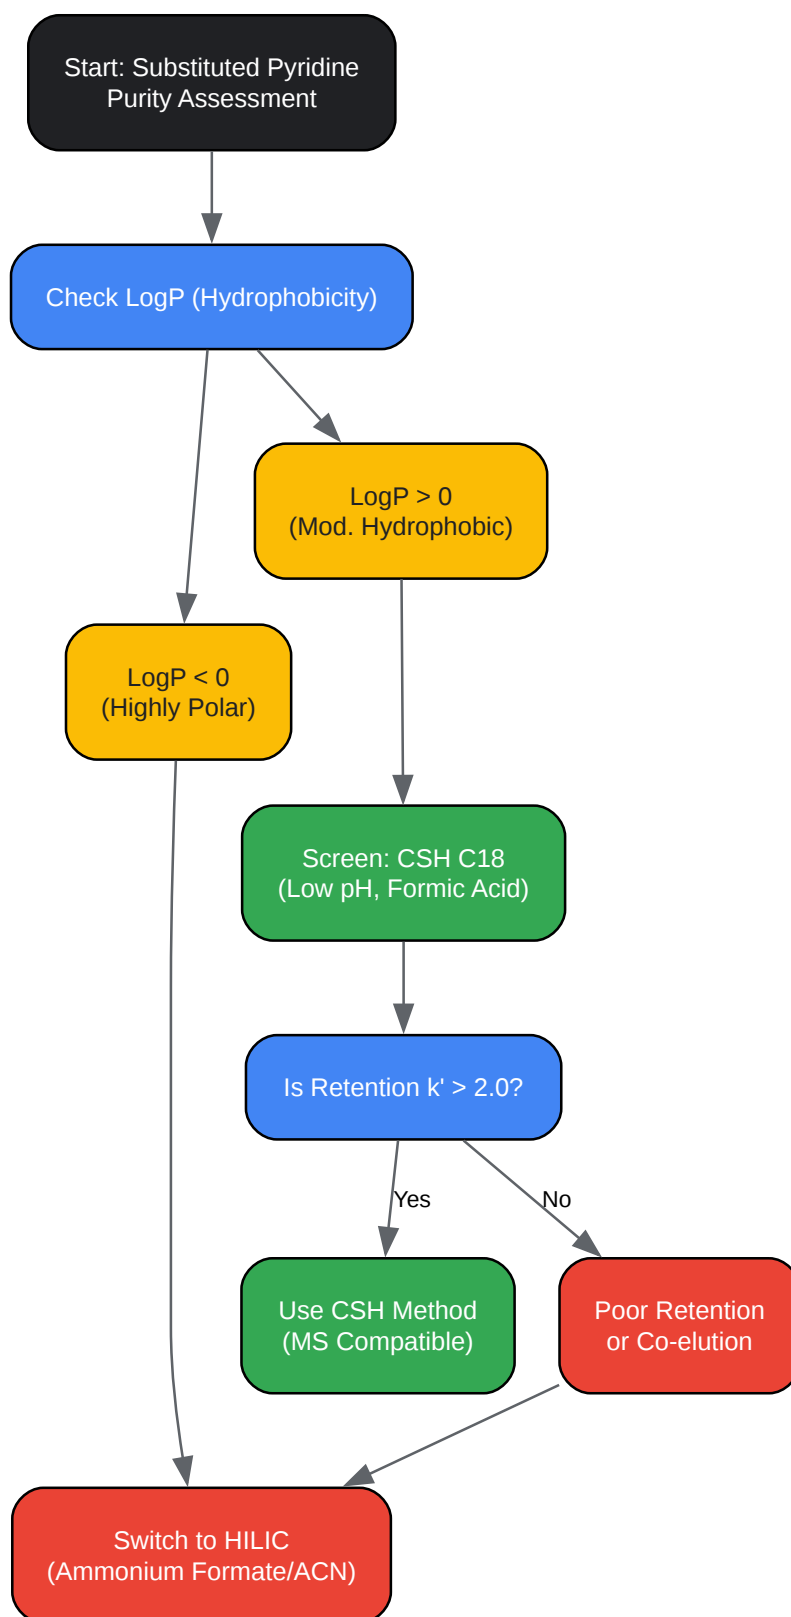 Start: Substituted Pyridine
Purity Assessment
Check LogP (Hydrophobicity)
LogP > 0
(Mod. Hydrophobic)
LogP < 0
(Highly Polar)
Screen: CSH C18
(Low pH, Formic Acid)
Is Retention k' > 2.0?
Yes
No
Use CSH Method
(MS Compatible)
Poor Retention
or Co-elution
Switch to HILIC
(Ammonium Formate/ACN)